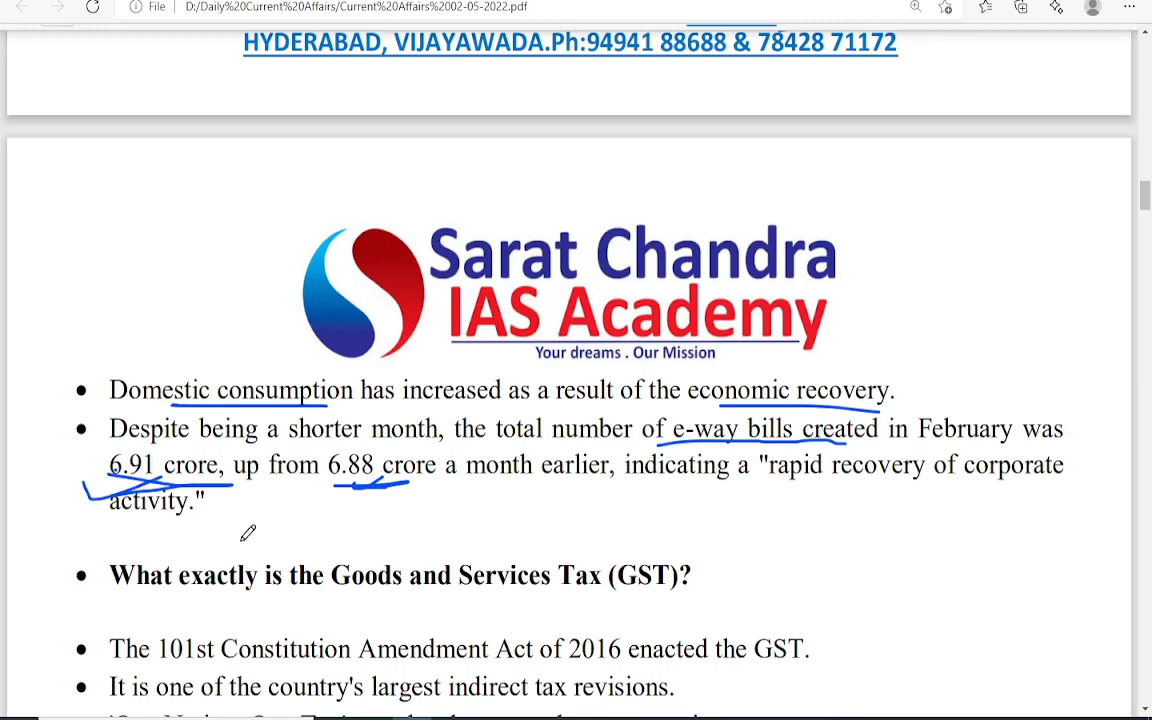 File
D:/Daily%20Current%20Affairs/Current%20Affairs%2002-05-2022.pdf
HYDERABAD, VIJAYAWADA.Ph:94941 88688 & 78428 71172
Sarat Chandra
IAS Academy
Your dreams . Our Mission
• Domestic consumption has increased as a result of the economic recovery.
• Despite being a shorter month, the total number of e-way bills created in February was
6.91 crore, up from 6.88 crore a month earlier, indicating a "rapid recovery of corporate
activity."
• What exactly is the Goods and Services Tax (GST)?
• The 101st Constitution Amendment Act of 2016 enacted the GST.
• It is one of the country's largest indirect tax revisions.